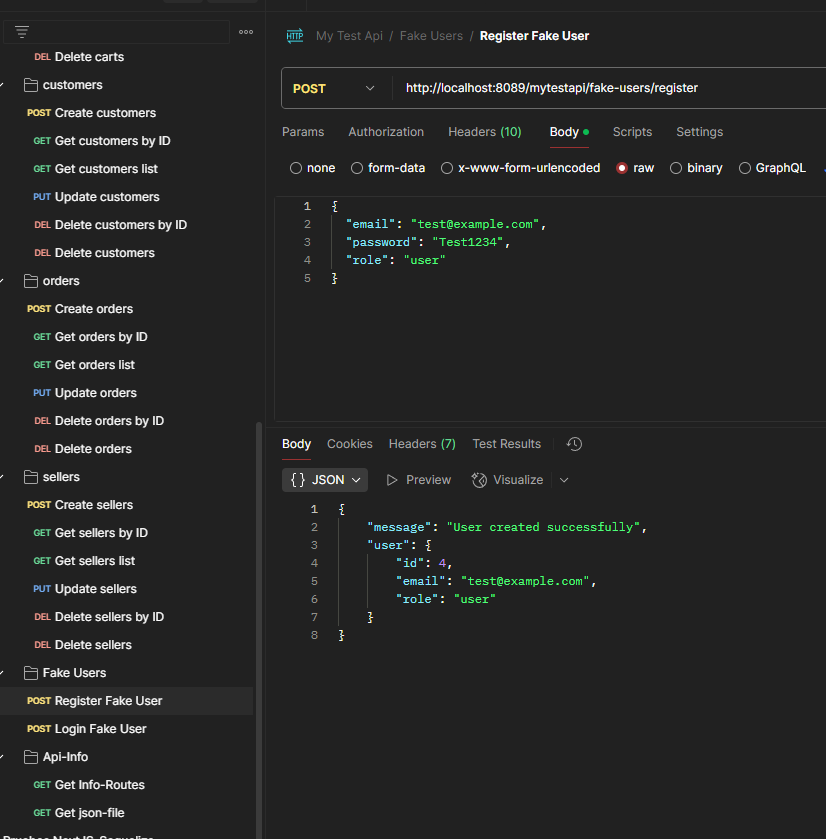 DEL Delete carts
customers
POST Create customers
GET Get customers by ID
GET Get customers list
PUT Update customers
DEL Delete customers by ID
DEL Delete customers
orders
POST Create orders
GET Get orders by ID
GET Get orders list
PUT Update orders
DEL Delete orders by ID
DEL Delete orders
sellers
POST Create sellers
GET Get sellers by ID
GET Get sellers list
PUT Update sellers
DEL Delete sellers by ID
DEL Delete sellers
Fake Users
POST Register Fake User
POST Login Fake User
Api-Info
GET Get Info-Routes
GET Get json-file
HTTP My Test Api / Fake Users / Register Fake User
POST http://localhost:8089/mytestapi/fake-users/register
Params Authorization Headers (10) Body Scripts Settings
none form-data x-www-form-urlencoded raw binary GraphQL
1 {
2 "email": "test@example.com",
3 "password": "Test1234",
4 "role": "user"
5 }
Body Cookies Headers (7) Test Results
{} JSON Preview Visualize
1 {
2 "message": "User created successfully",
3 "user": {
4 "id": 4,
5 "email": "test@example.com",
6 "role": "user"
7 }
8 }